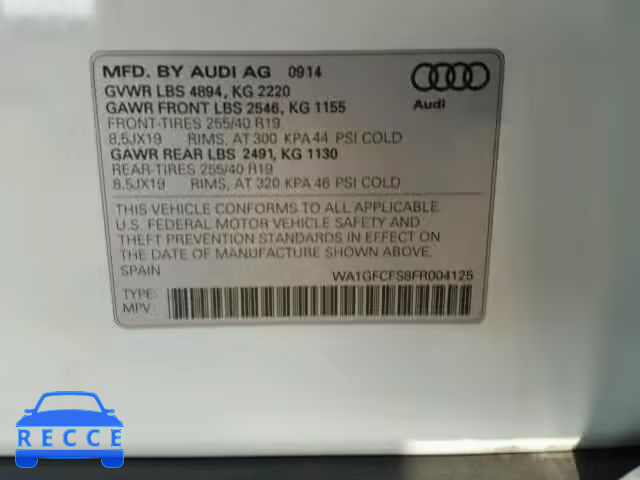 MFD. BY AUDI AG 0914
GVWR LBS 4894, KG 2220
GAWR FRONT LBS 2546, KG 1155
FRONT-TIRES 255/40 R19
8,5JX19 RIMS, AT 300 KPA 44 PSI COLD
GAWR REAR LBS 2491, KG 1130
REAR-TIRES 255/40 R19
8,5JX19 RIMS, AT 320 KPA 46 PSI COLD
Audi
THIS VEHICLE CONFORMS TO ALL APPLICABLE
U.S. FEDERAL MOTOR VEHICLE SAFETY AND
THEFT PREVENTION STANDARDS IN EFFECT ON
THE DATE OF MANUFACTURE SHOWN ABOVE.
SPAIN WA1GFCFS8FR004125
TYPE:
MPV
RECCE